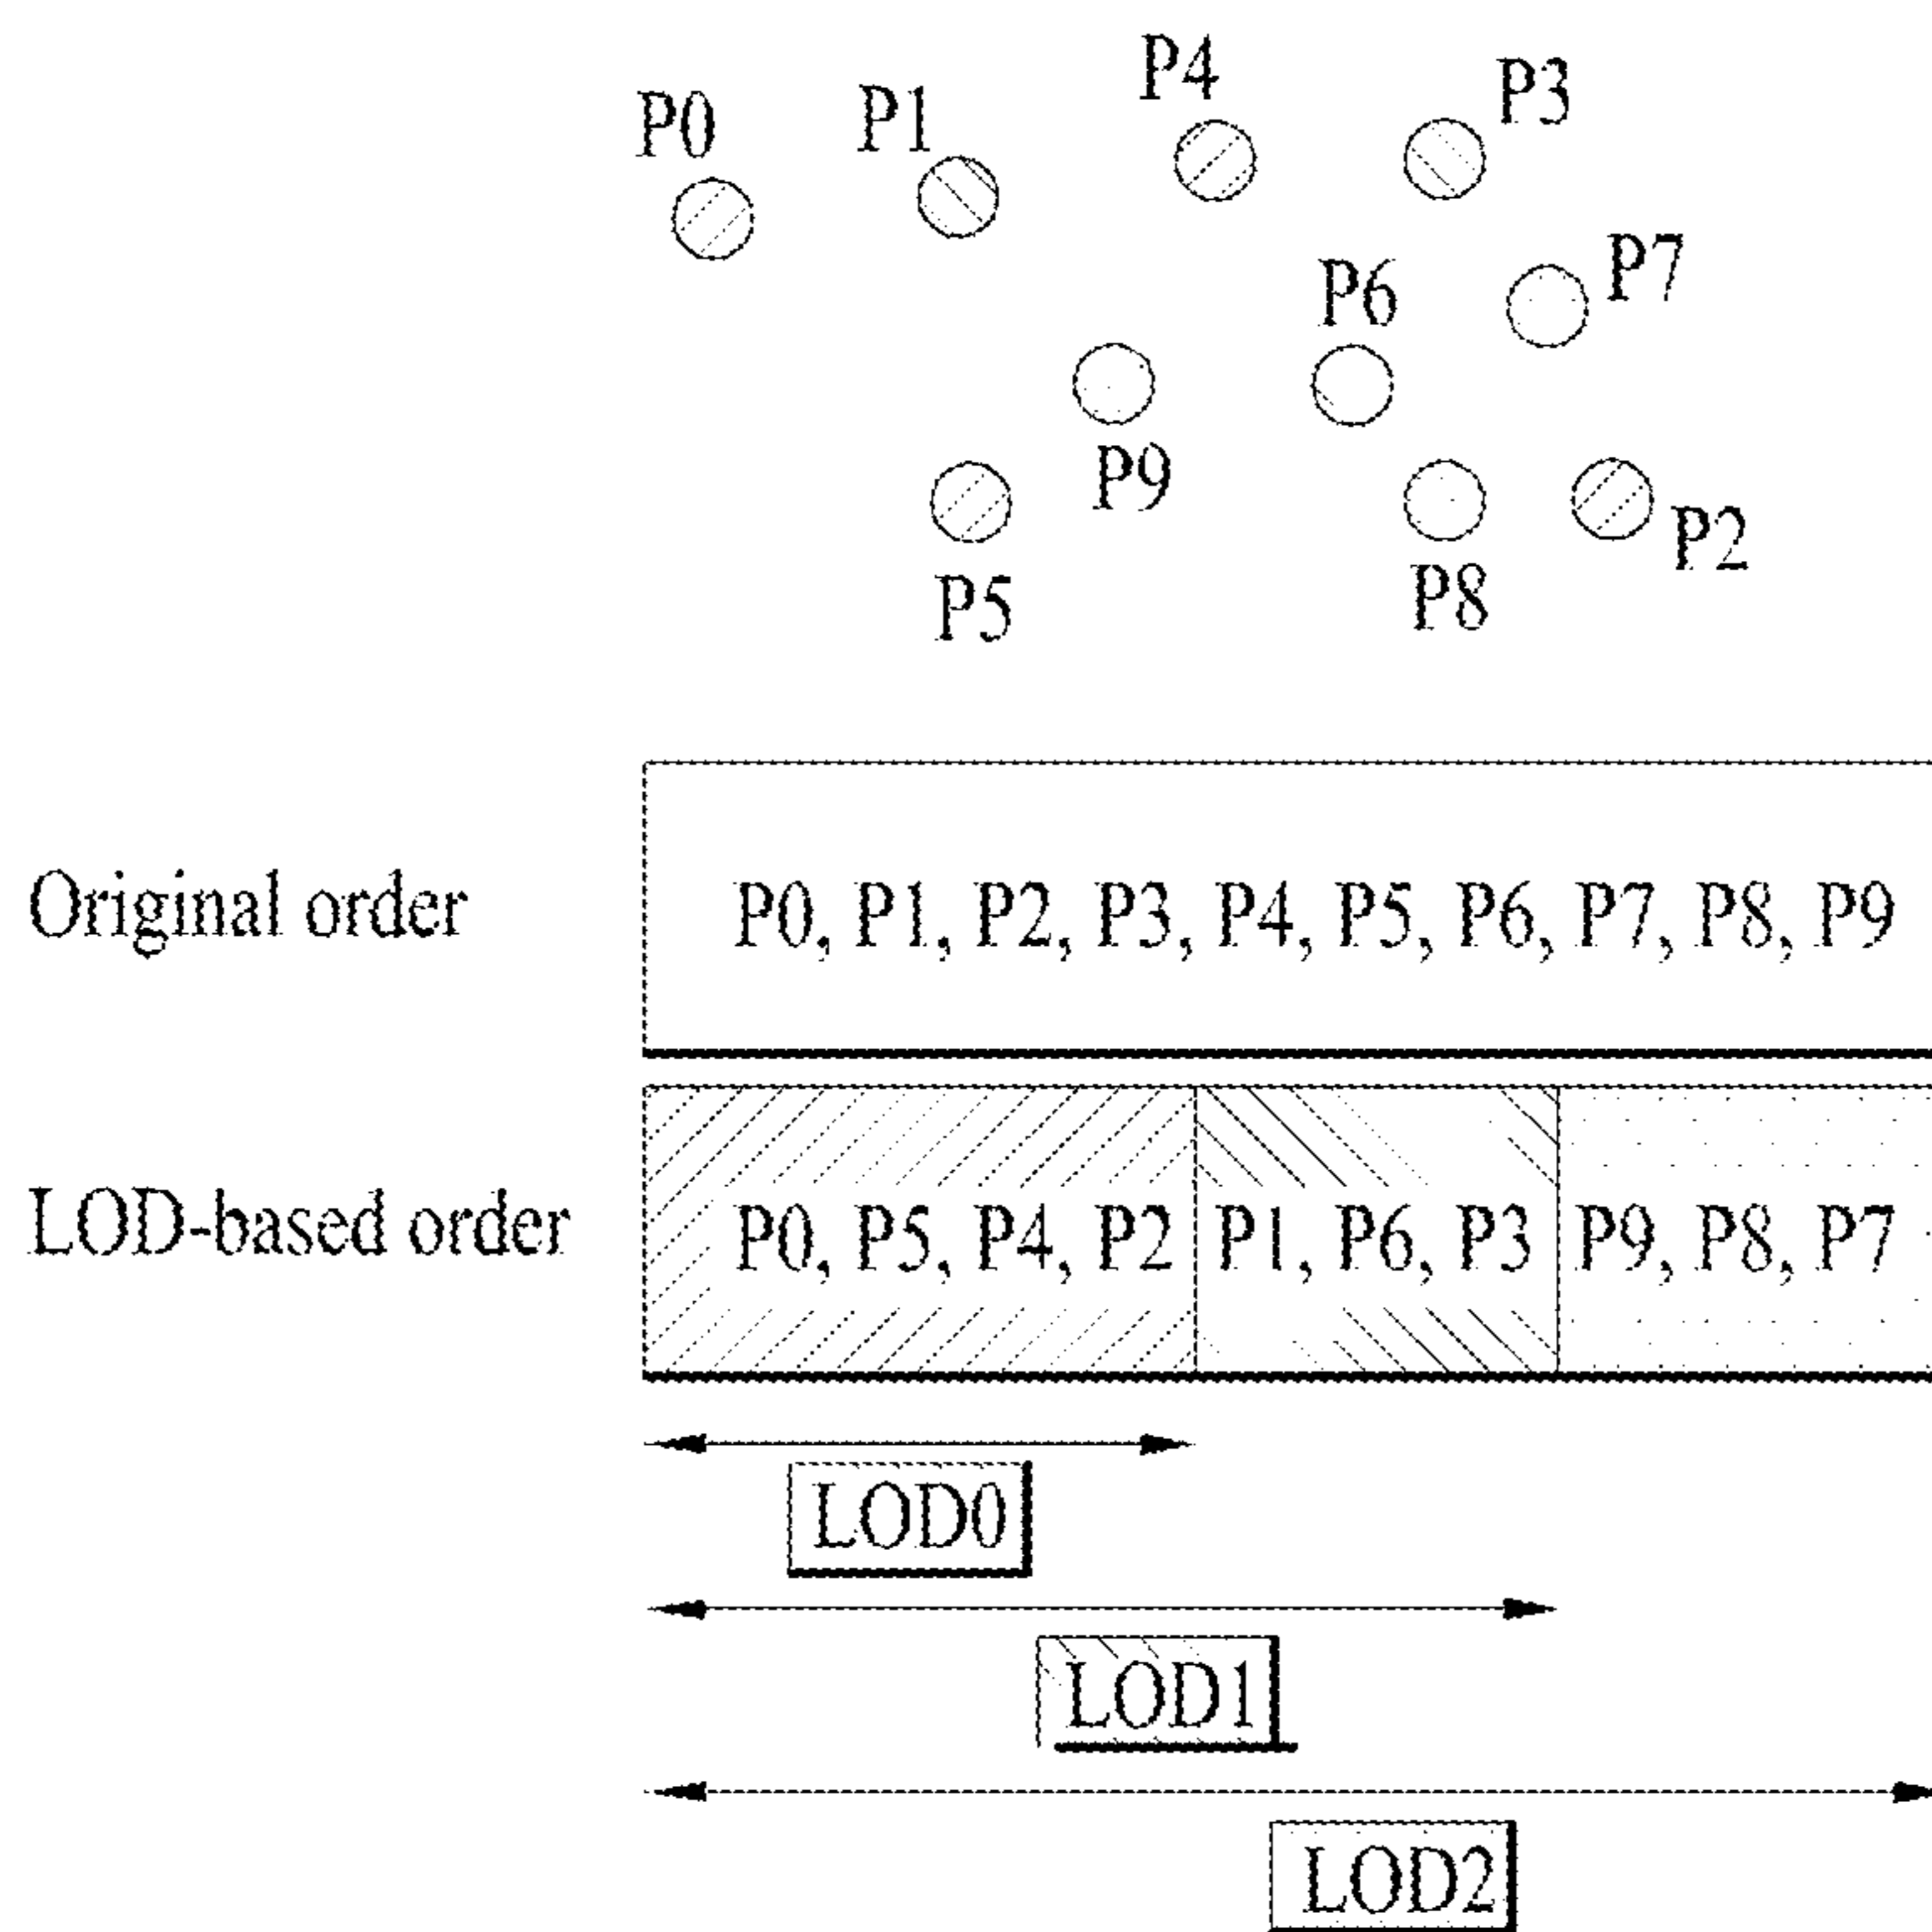 P4
P3
P0
P1
P7
P6
P9
P2
P5
P8
Original order
P0, P1, P2, P3, P4, P5, P6, P7, P8, P9
LOD-based order
P0, P5, P4, P2
P1, P6, P3
P9, P8, P7
LOD0
LOD1
LOD2